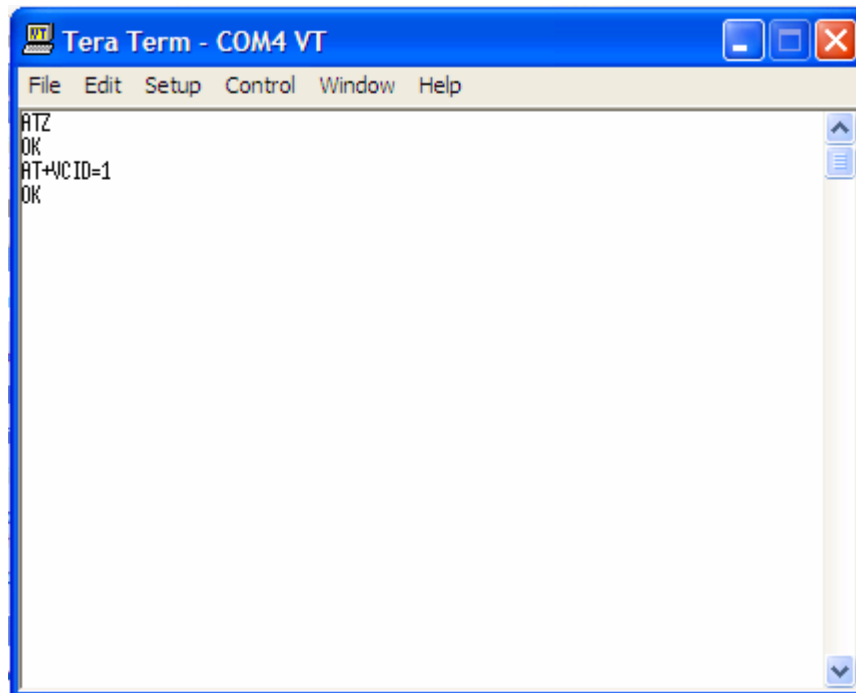 Tera Term - COM4 VT
File Edit Setup Control Window Help
ATZ
OK
AT+VCID=1
OK